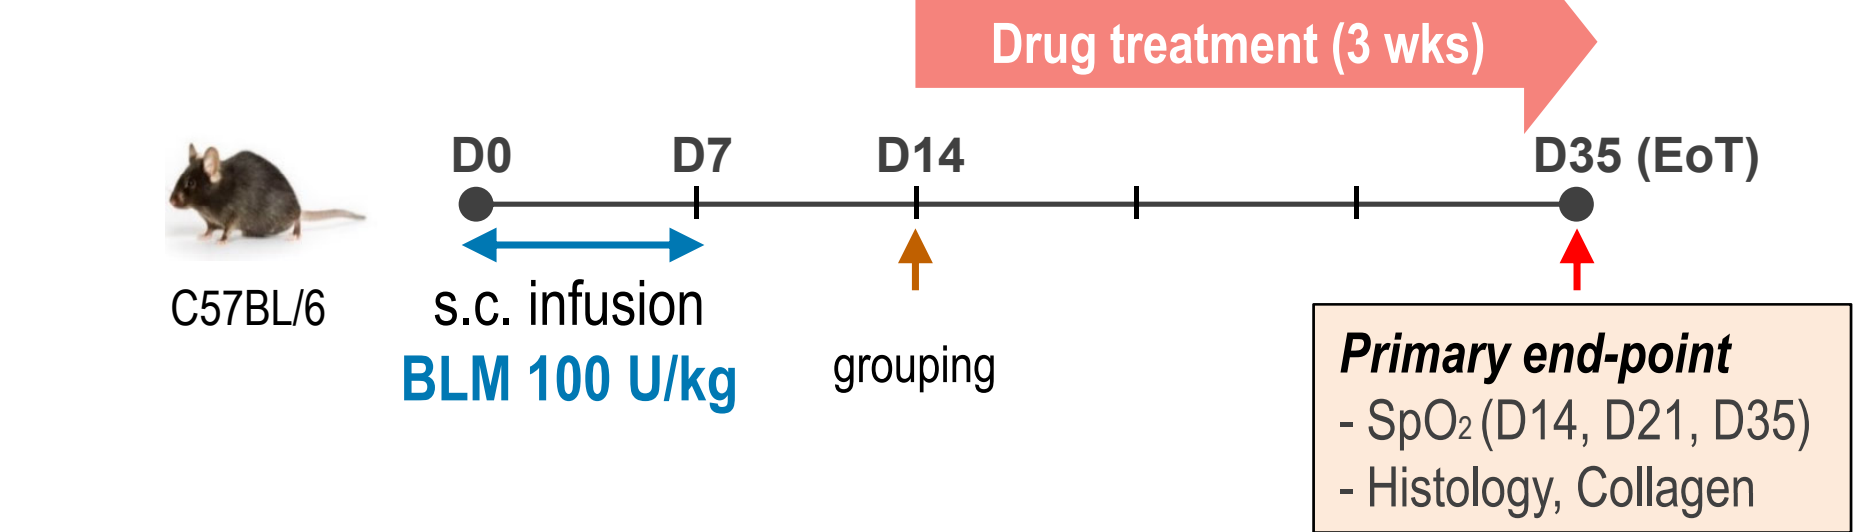 Drug treatment (3 wks)
D0
D7
D14
D35 (EoT)
C57BL/6
s.c. infusion
BLM 100 U/kg
grouping
Primary end-point
- SpO₂ (D14, D21, D35)
- Histology, Collagen